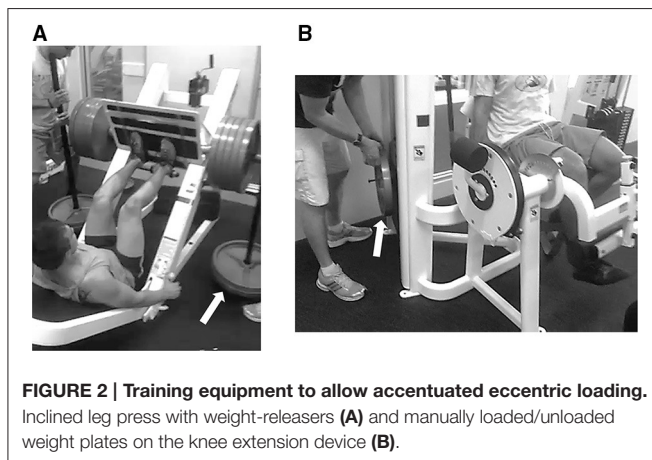 A
B
FIGURE 2 | Training equipment to allow accentuated eccentric loading.
Inclined leg press with weight-releasers (A) and manually loaded/unloaded
weight plates on the knee extension device (B).